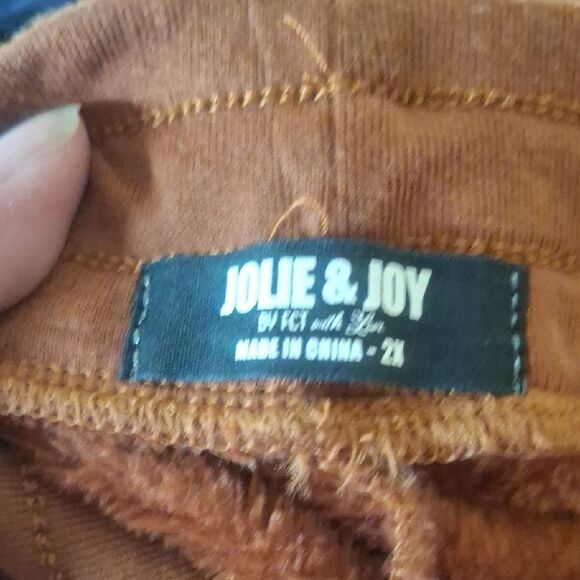 JOLIE & JOY
BY FCT with Love
MADE IN CHINA - 2X